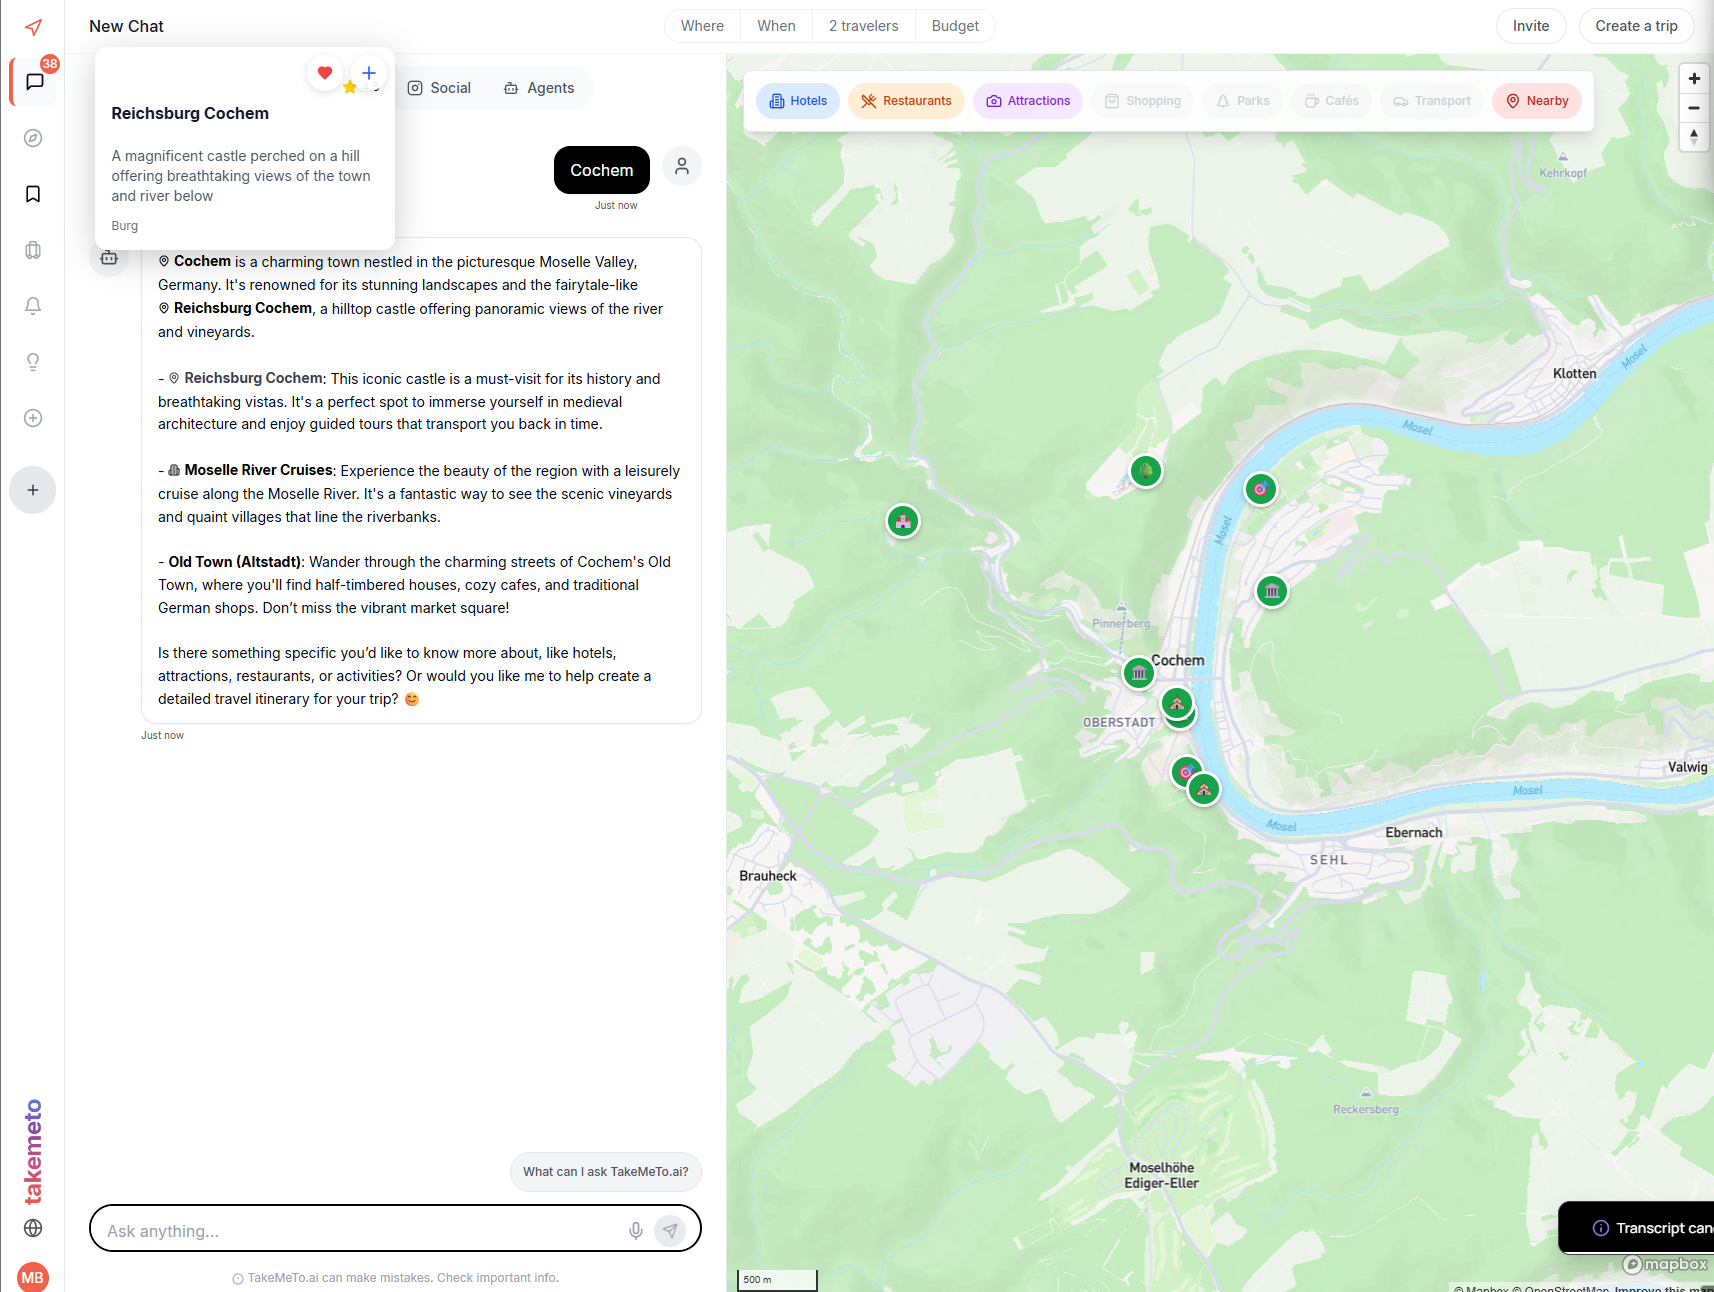 New Chat
Where
When
2 travelers
Budget
Invite
Create a trip
38
Social
Agents
Reichsburg Cochem
A magnificent castle perched on a hill
offering breathtaking views of the town
and river below
Burg
Cochem
Just now
Cochem is a charming town nestled in the picturesque Moselle Valley,
Germany. It's renowned for its stunning landscapes and the fairytale-like
Reichsburg Cochem, a hilltop castle offering panoramic views of the river
and vineyards.
- Reichsburg Cochem: This iconic castle is a must-visit for its history and
breathtaking vistas. It's a perfect spot to immerse yourself in medieval
architecture and enjoy guided tours that transport you back in time.
- Moselle River Cruises: Experience the beauty of the region with a leisurely
cruise along the Moselle River. It's a fantastic way to see the scenic vineyards
and quaint villages that line the riverbanks.
- Old Town (Altstadt): Wander through the charming streets of Cochem's Old
Town, where you'll find half-timbered houses, cozy cafes, and traditional
German shops. Don’t miss the vibrant market square!
Is there something specific you’d like to know more about, like hotels,
attractions, restaurants, or activities? Or would you like me to help create a
detailed travel itinerary for your trip? 😊
Just now
What can I ask TakeMeTo.ai?
Ask anything...
TakeMeTo.ai can make mistakes. Check important info.
takemeto
MB
Hotels
Restaurants
Attractions
Shopping
Parks
Cafés
Transport
Nearby
Kehrkopf
Klotten
Mosel
Mosel
Mosel
Pinnerberg
Cochem
OBERSTADT
Valwig
Mosel
Mosel
Ebernach
SEHL
Brauheck
Reckersberg
Moselhöhe
Ediger-Eller
Transcript can
mapbox
500 m
© Mapbox © OpenStreetMap Improve this map